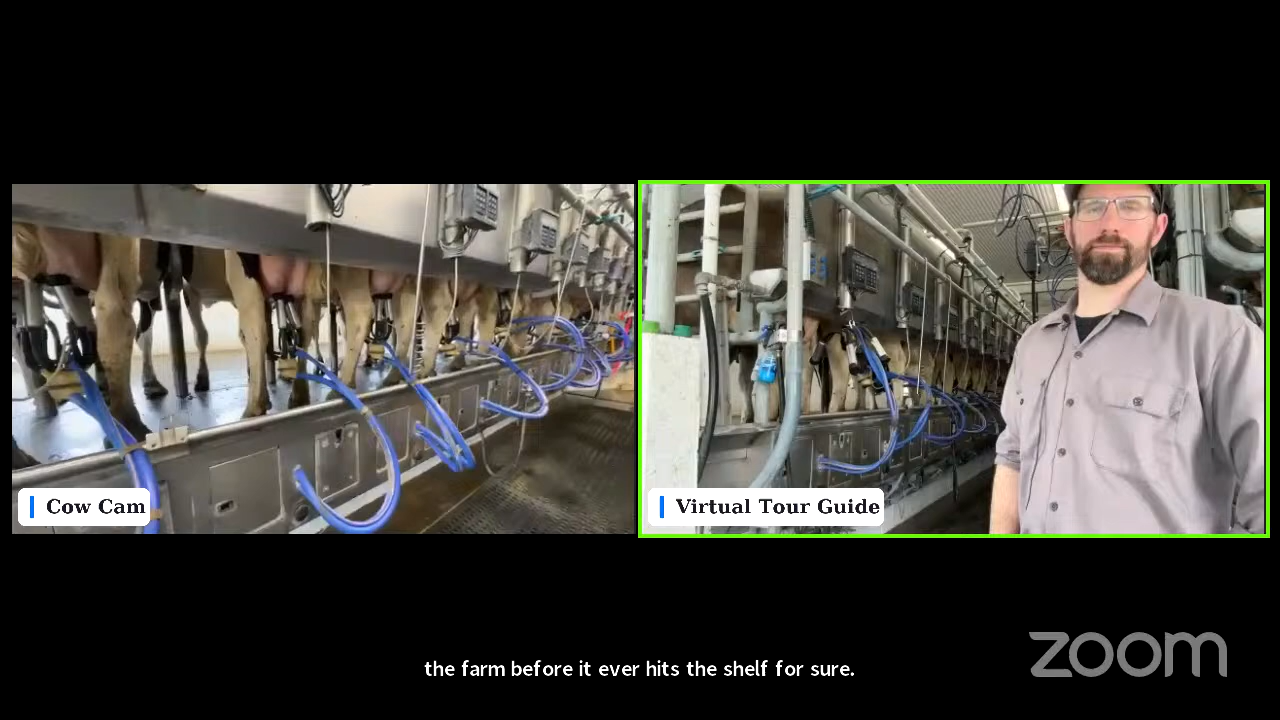 Cow Cam
Virtual Tour Guide
the farm before it ever hits the shelf for sure.
zoom